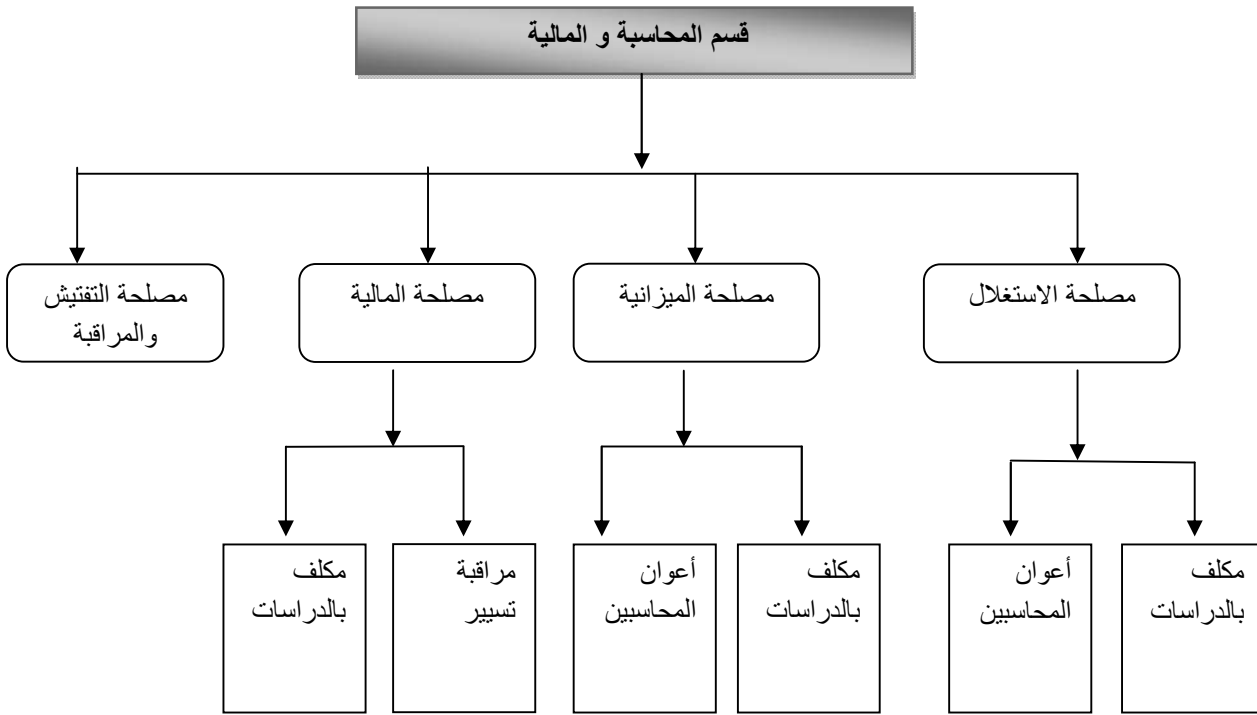 قسم المحاسبة و المالية
مصلحة الاستغلال
مصلحة الميزانية
مصلحة المالية
مصلحة التفتيش
والمراقبة
مكلف
بالدراسات
أعوان
المحاسبين
مكلف
بالدراسات
أعوان
المحاسبين
مراقبة
تسيير
مكلف
بالدراسات